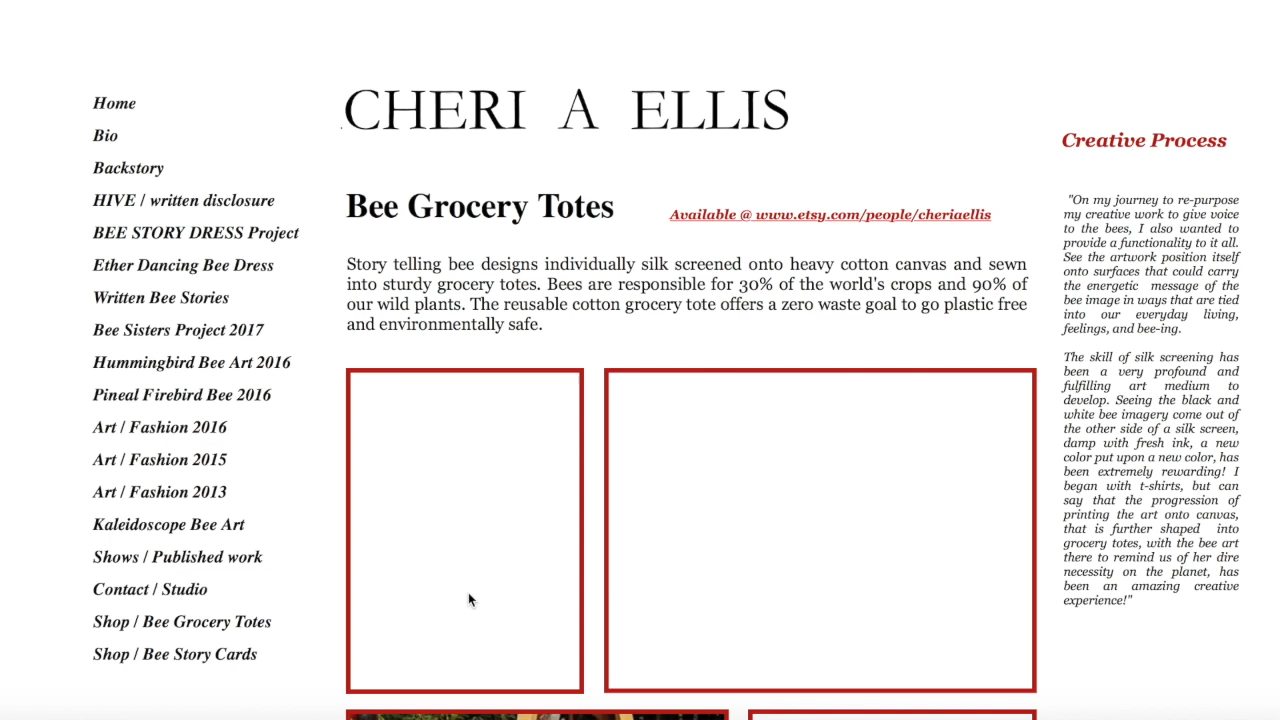 CHERI A ELLIS
Home
Bio
Backstory
HIVE / written disclosure
BEE STORY DRESS Project
Ether Dancing Bee Dress
Written Bee Stories
Bee Sisters Project 2017
Hummingbird Bee Art 2016
Pineal Firebird Bee 2016
Art / Fashion 2016
Art / Fashion 2015
Art / Fashion 2013
Kaleidoscope Bee Art
Shows / Published work
Contact / Studio
Shop / Bee Grocery Totes
Shop / Bee Story Cards
Bee Grocery Totes
Available @ www.etsy.com/people/cheriaellis
Story telling bee designs individually silk screened onto heavy cotton canvas and sewn
into sturdy grocery totes. Bees are responsible for 30% of the world's crops and 90% of
our wild plants. The reusable cotton grocery tote offers a zero waste goal to go plastic free
and environmentally safe.
Creative Process
"On my journey to re-purpose
my creative work to give voice
to the bees, I also wanted to
provide a functionality to it all.
See the artwork position itself
onto surfaces that could carry
the energetic message of the
bee image in ways that are tied
into our everyday living,
feelings, and bee-ing.
The skill of silk screening has
been a very profound and
fulfilling art medium to
develop. Seeing the black and
white bee imagery come out of
the other side of a silk screen,
damp with fresh ink, a new
color put upon a new color, has
been extremely rewarding! I
began with t-shirts, but can
say that the progression of
printing the art onto canvas,
that is further shaped into
grocery totes, with the bee art
there to remind us of her dire
necessity on the planet, has
been an amazing creative
experience!"